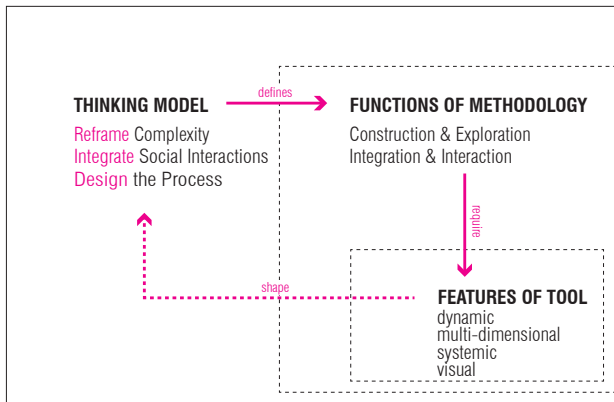 defines
THINKING MODEL
Reframe Complexity
Integrate Social Interactions
Design the Process
FUNCTIONS OF METHODOLOGY
Construction & Exploration
Integration & Interaction
require
shape
FEATURES OF TOOL
dynamic
multi-dimensional
systemic
visual